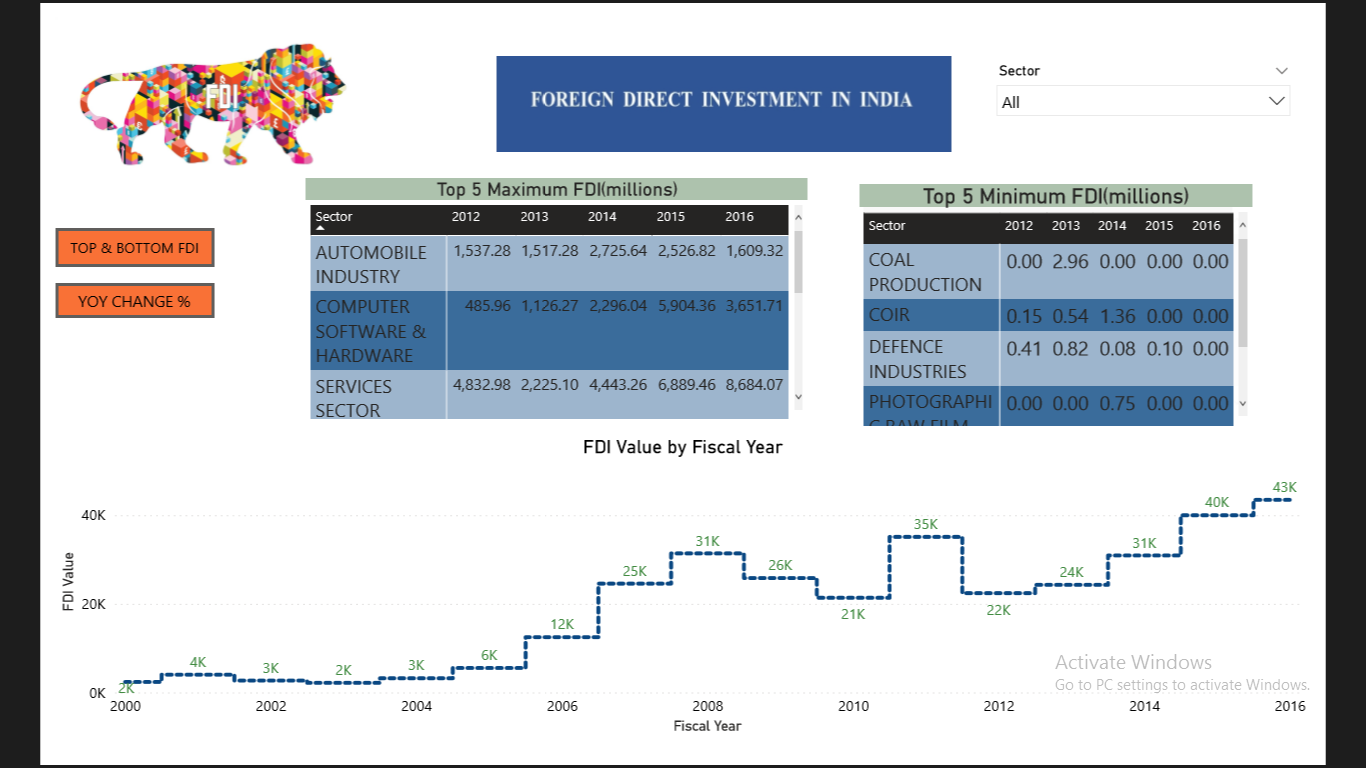 FDI
FOREIGN DIRECT INVESTMENT IN INDIA
Sector
All
TOP & BOTTOM FDI
YOY CHANGE %
Top 5 Maximum FDI(millions)
Sector 2012 2013 2014 2015 2016
AUTOMOBILE 1,537.28 1,517.28 2,725.64 2,526.82 1,609.32
INDUSTRY
COMPUTER 485.96 1,126.27 2,296.04 5,904.36 3,651.71
SOFTWARE &
HARDWARE
SERVICES 4,832.98 2,225.10 4,443.26 6,889.46 8,684.07
SECTOR
Top 5 Minimum FDI(millions)
Sector 2012 2013 2014 2015 2016
COAL 0.00 2.96 0.00 0.00 0.00
PRODUCTION
COIR 0.15 0.54 1.36 0.00 0.00
DEFENCE 0.41 0.82 0.08 0.10 0.00
INDUSTRIES
PHOTOGRAPHI 0.00 0.00 0.75 0.00 0.00
C RAW FILM
FDI Value by Fiscal Year
FDI Value
40K
20K
0K
2K
4K
3K
2K
3K
6K
12K
25K
31K
26K
21K
35K
22K
24K
31K
40K
43K
2000 2002 2004 2006 2008 2010 2012 2014 2016
Fiscal Year
Activate Windows
Go to PC settings to activate Windows.